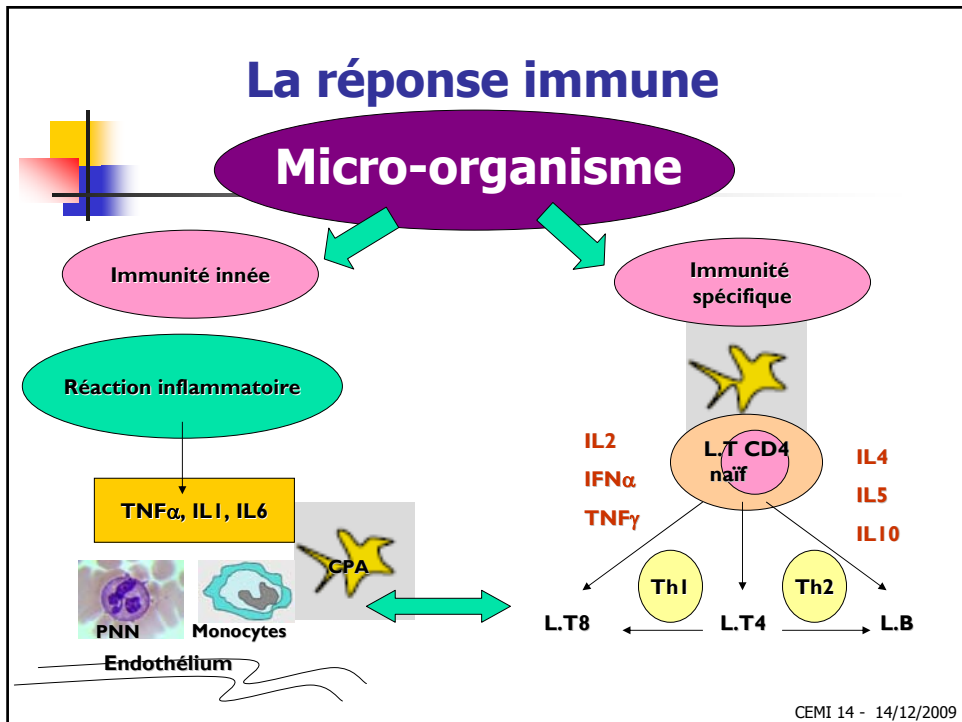 La réponse immune
Micro-organisme
Immunité innée
Réaction inflammatoire
TNFα, IL1, IL6
CPA
PNN
Monocytes
Endothélium
Immunité
spécifique
L.T CD4
naïf
IL2
IFNα
TNFγ
IL4
IL5
IL10
Th1
Th2
L.T8
L.T4
L.B
CEMI 14 - 14/12/2009